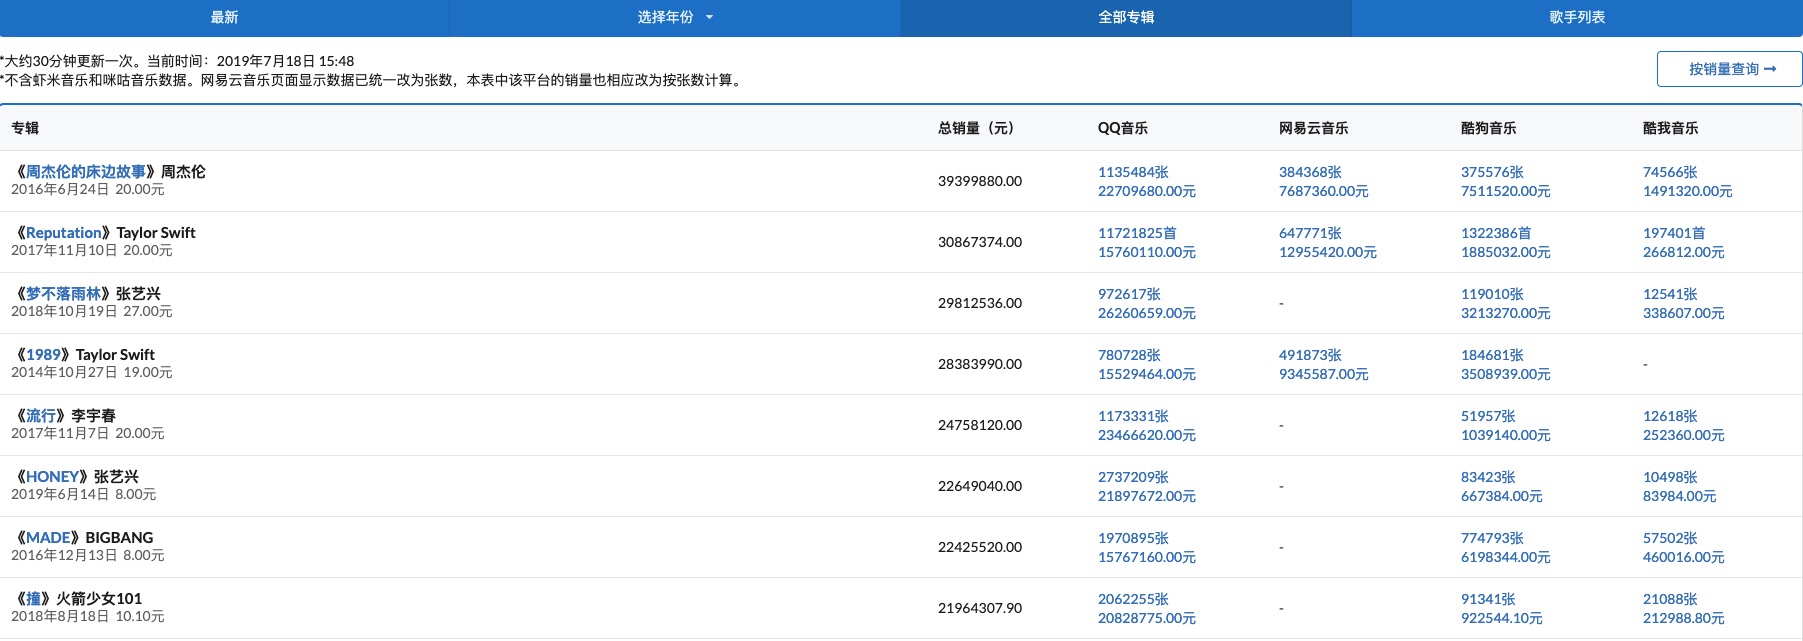 最新 选择年份 全部专辑 歌手列表
*大约30分钟更新一次。当前时间：2019年7月18日 15:48
*不含虾米音乐和咪咕音乐数据。网易云音乐页面显示数据已统一改为张数，本表中该平台的销量也相应改为按张数计算。
按销量查询
专辑 总销量（元） QQ音乐 网易云音乐 酷狗音乐 酷我音乐
《周杰伦的床边故事》周杰伦
2016年6月24日 20.00元
39399880.00
1135484张 384368张 375576张 74566张
22709680.00元 7687360.00元 7511520.00元 1491320.00元
《Reputation》Taylor Swift
2017年11月10日 20.00元
30867374.00
11721825首 647771张 1322386首 197401首
15760110.00元 12955420.00元 1885032.00元 266812.00元
《梦不落雨林》张艺兴
2018年10月19日 27.00元
29812536.00
972617张 - 119010张 12541张
26260659.00元 3213270.00元 338607.00元
《1989》Taylor Swift
2014年10月27日 19.00元
28383990.00
780728张 491873张 184681张 -
15529464.00元 9345587.00元 3508939.00元
《流行》李宇春
2017年11月7日 20.00元
24758120.00
1173331张 - 51957张 12618张
23466620.00元 1039140.00元 252360.00元
《HONEY》张艺兴
2019年6月14日 8.00元
22649040.00
2737209张 - 83423张 10498张
21897672.00元 667384.00元 83984.00元
《MADE》BIGBANG
2016年12月13日 8.00元
22425520.00
1970895张 - 774793张 57502张
15767160.00元 6198344.00元 460016.00元
《撞》火箭少女101
2018年8月18日 10.10元
21964307.90
2062255张 - 91341张 21088张
20828775.00元 922544.10元 212988.80元